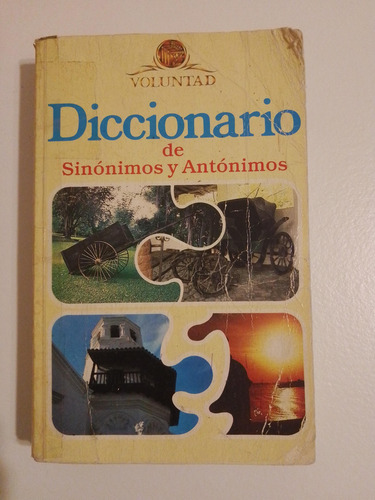 VOLUNTAD
Diccionario
de
Sinónimos y Antónimos